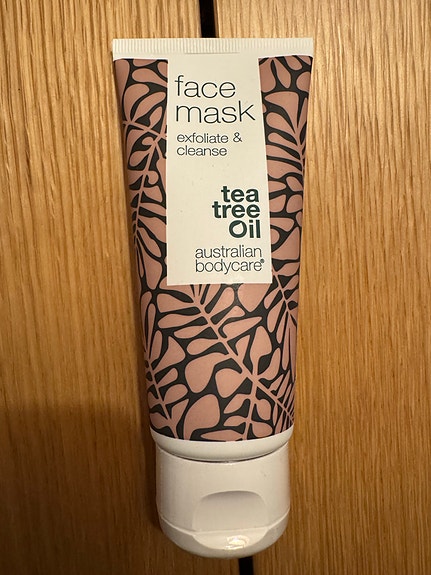 face
mask
exfoliate &
cleanse
tea
tree
oil
australian
bodycare®